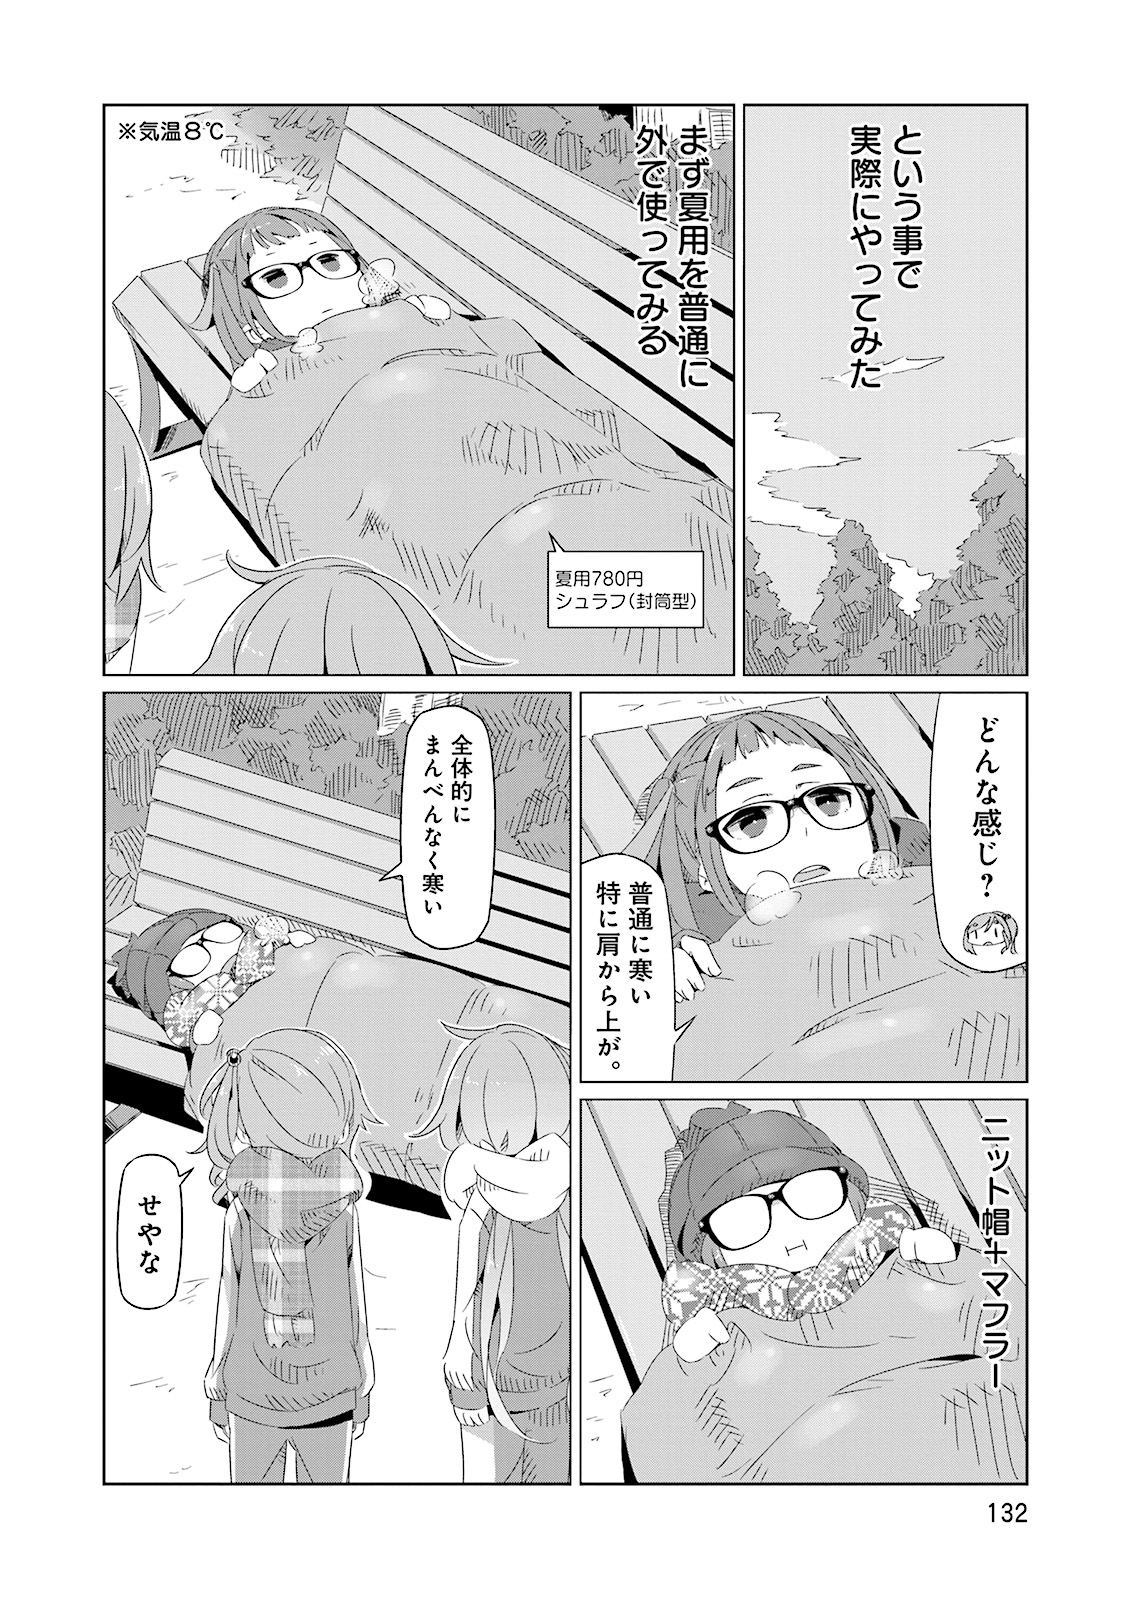 という事で
実際にやってみた
まず夏用を普通に
外で使ってみる
※気温8℃
夏用780円
シュラフ(封筒型)
どんな感じ?
普通に寒い
特に肩から上が。
ニット帽+マフラー
全体的に
まんべんなく寒い
せやな
132